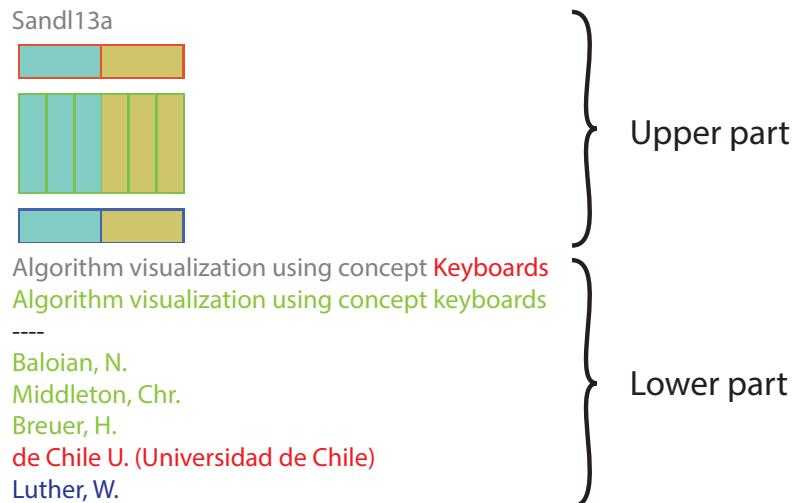 Sandl13a
Upper part
Algorithm visualization using concept Keyboards
Algorithm visualization using concept keyboards
----
Baloian, N.
Middleton, Chr.
Breuer, H.
Lower part
de Chile U. (Universidad de Chile)
Luther, W.